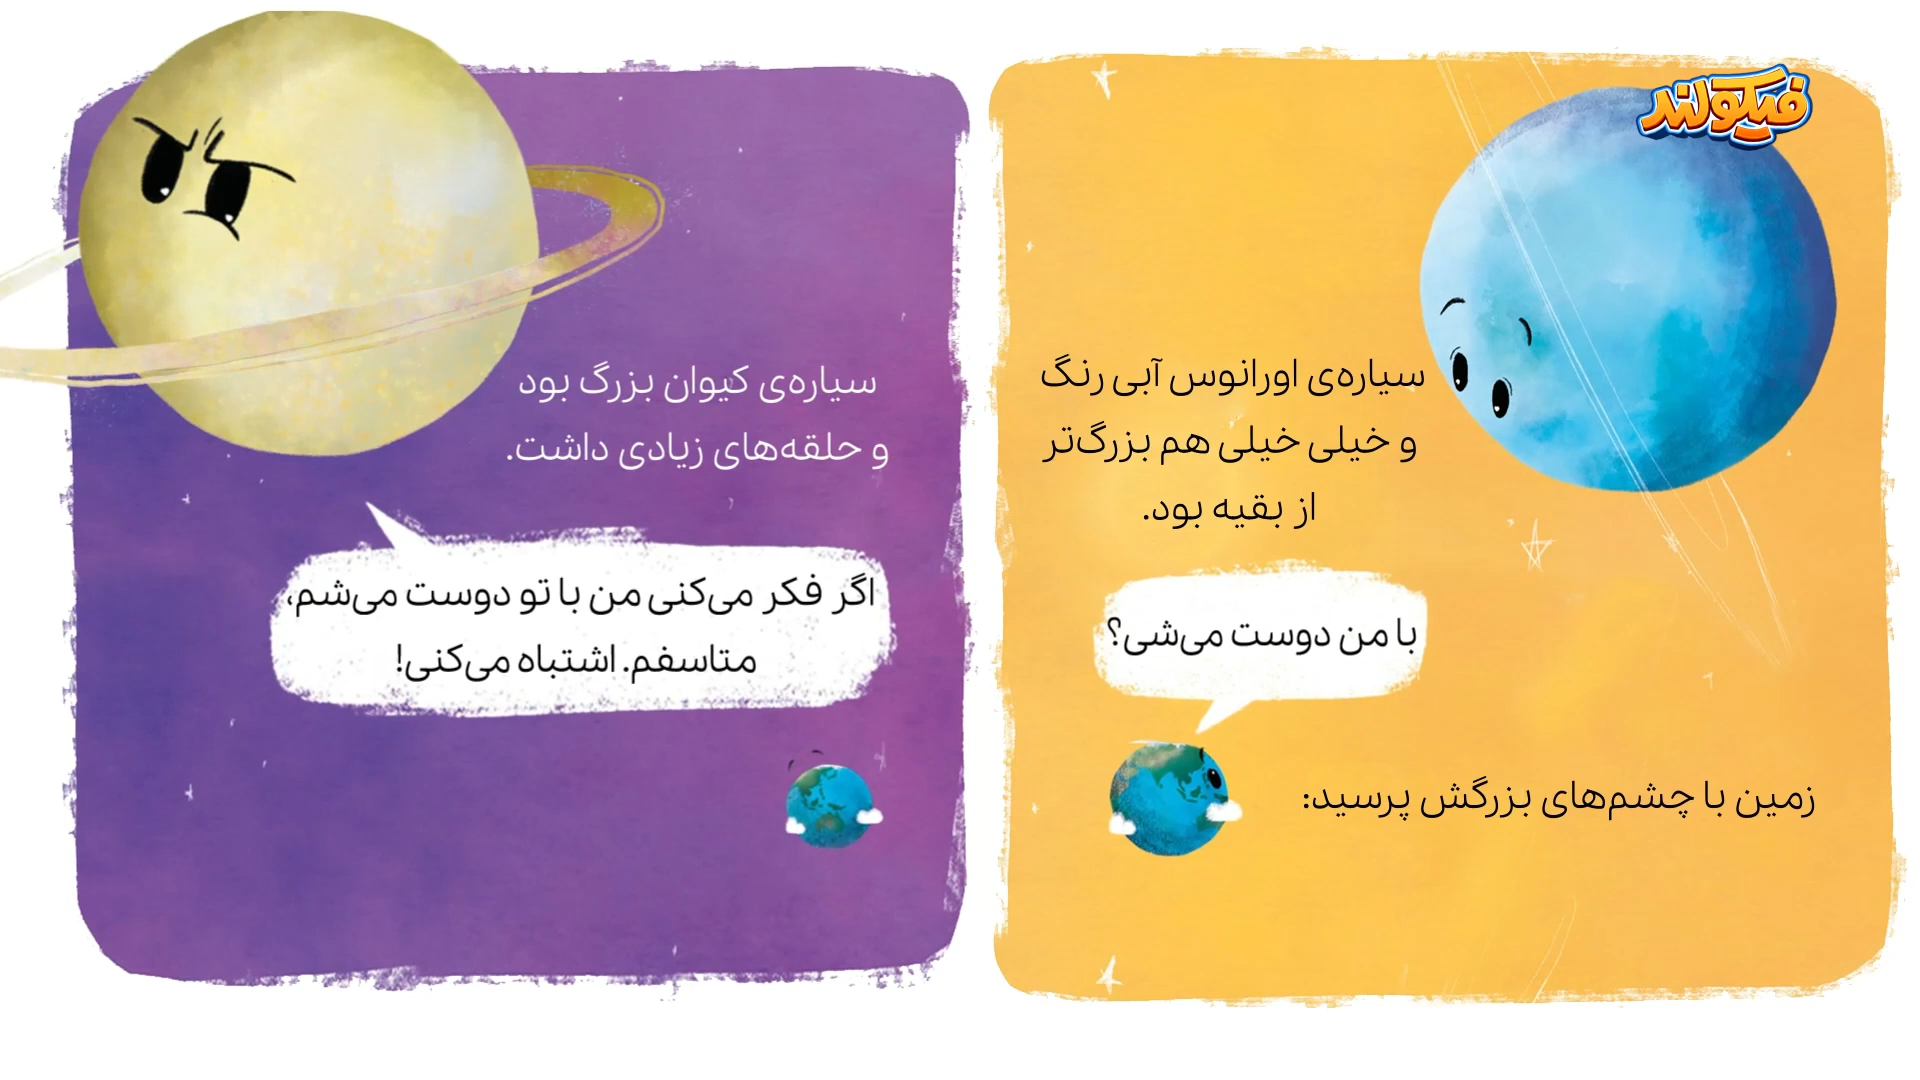 فیکولند
سیاره‌ی اورانوس آبی رنگ
و خیلی خیلی هم بزرگ‌تر
از بقیه بود.
با من دوست می‌شی؟
زمین با چشم‌های بزرگش پرسید:
سیاره‌ی کیوان بزرگ بود
و حلقه‌های زیادی داشت.
اگر فکر می‌کنی من با تو دوست می‌شم،
متاسفم. اشتباه می‌کنی!